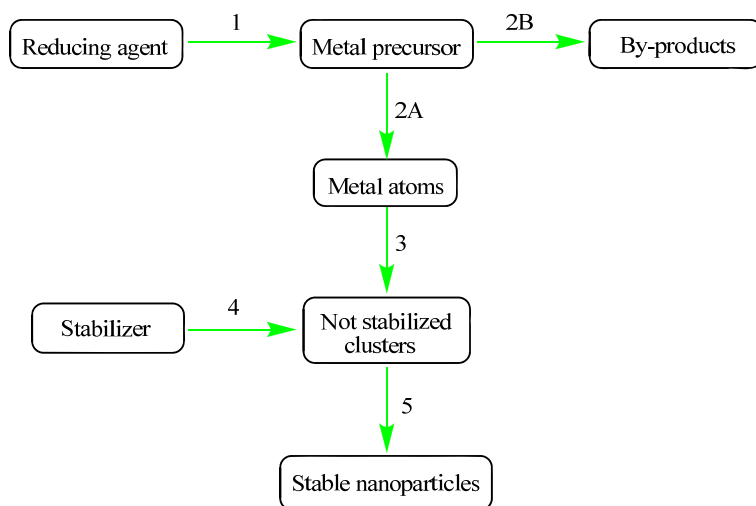 Reducing agent
1
Metal precursor
2B
By-products
2A
Metal atoms
3
Stabilizer
4
Not stabilized
clusters
5
Stable nanoparticles